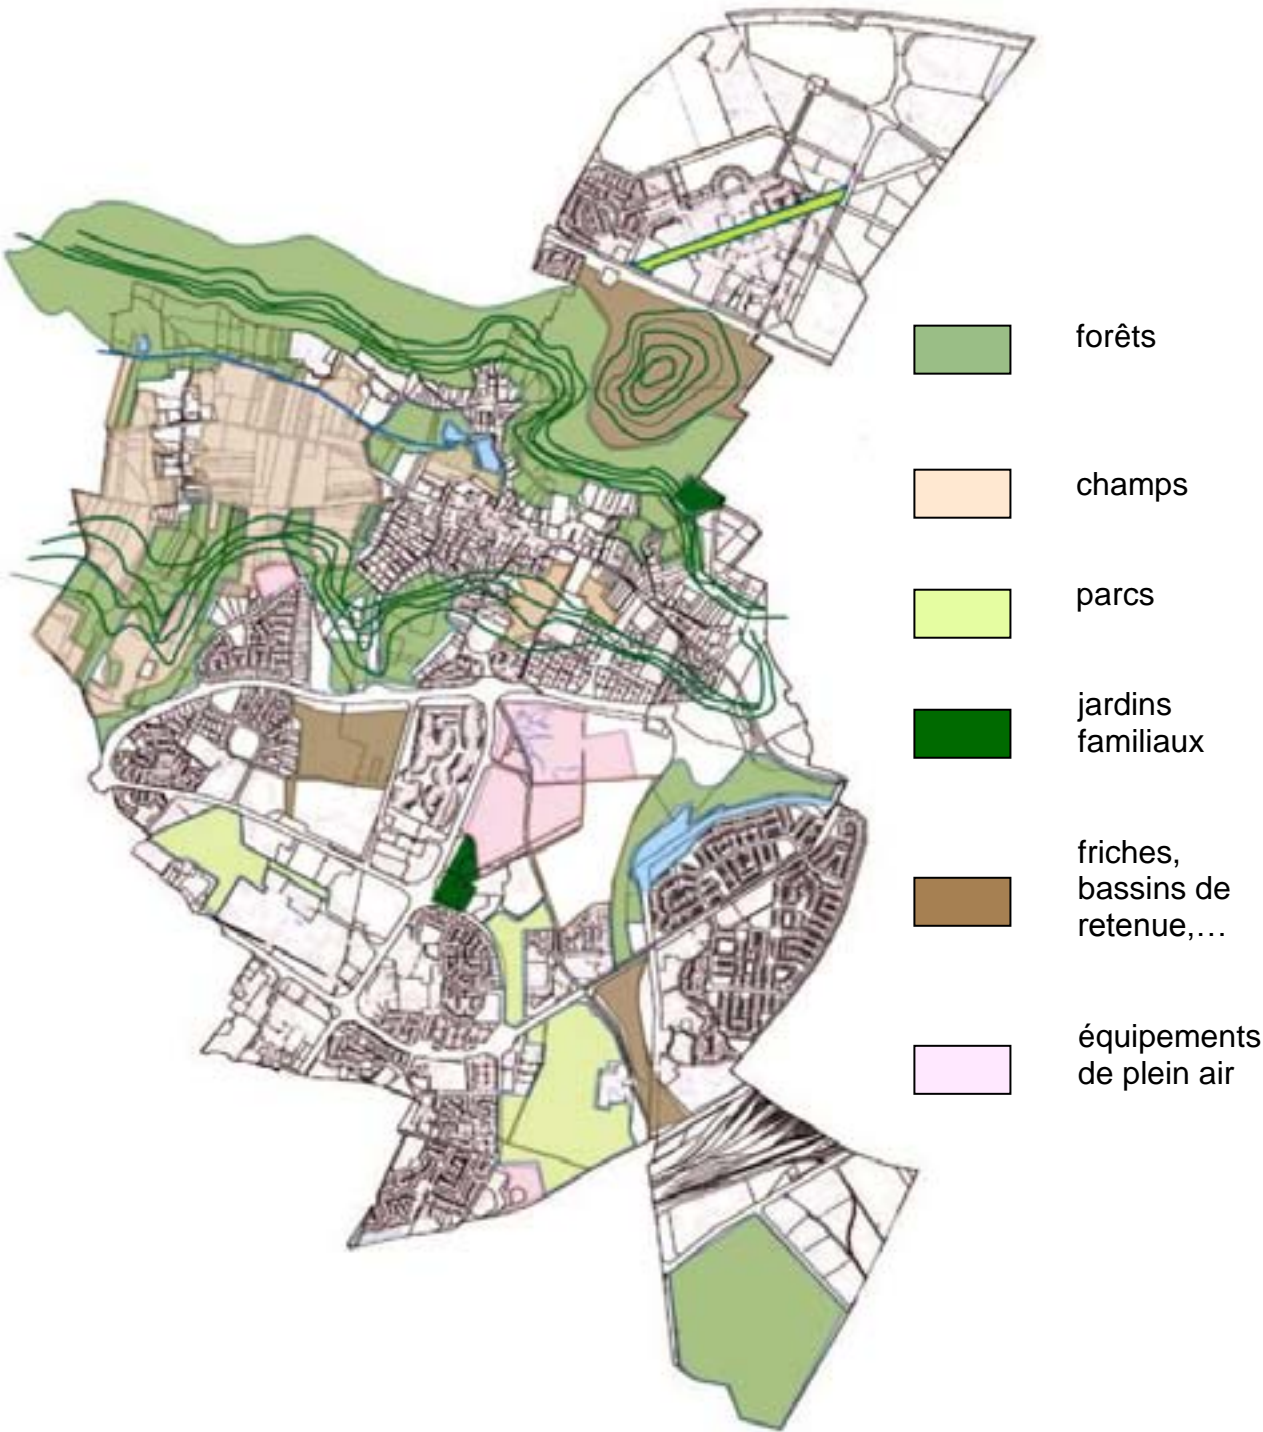 forêts
champs
parcs
jardins
familiaux
friches,
bassins de
retenue,…
équipements
de plein air